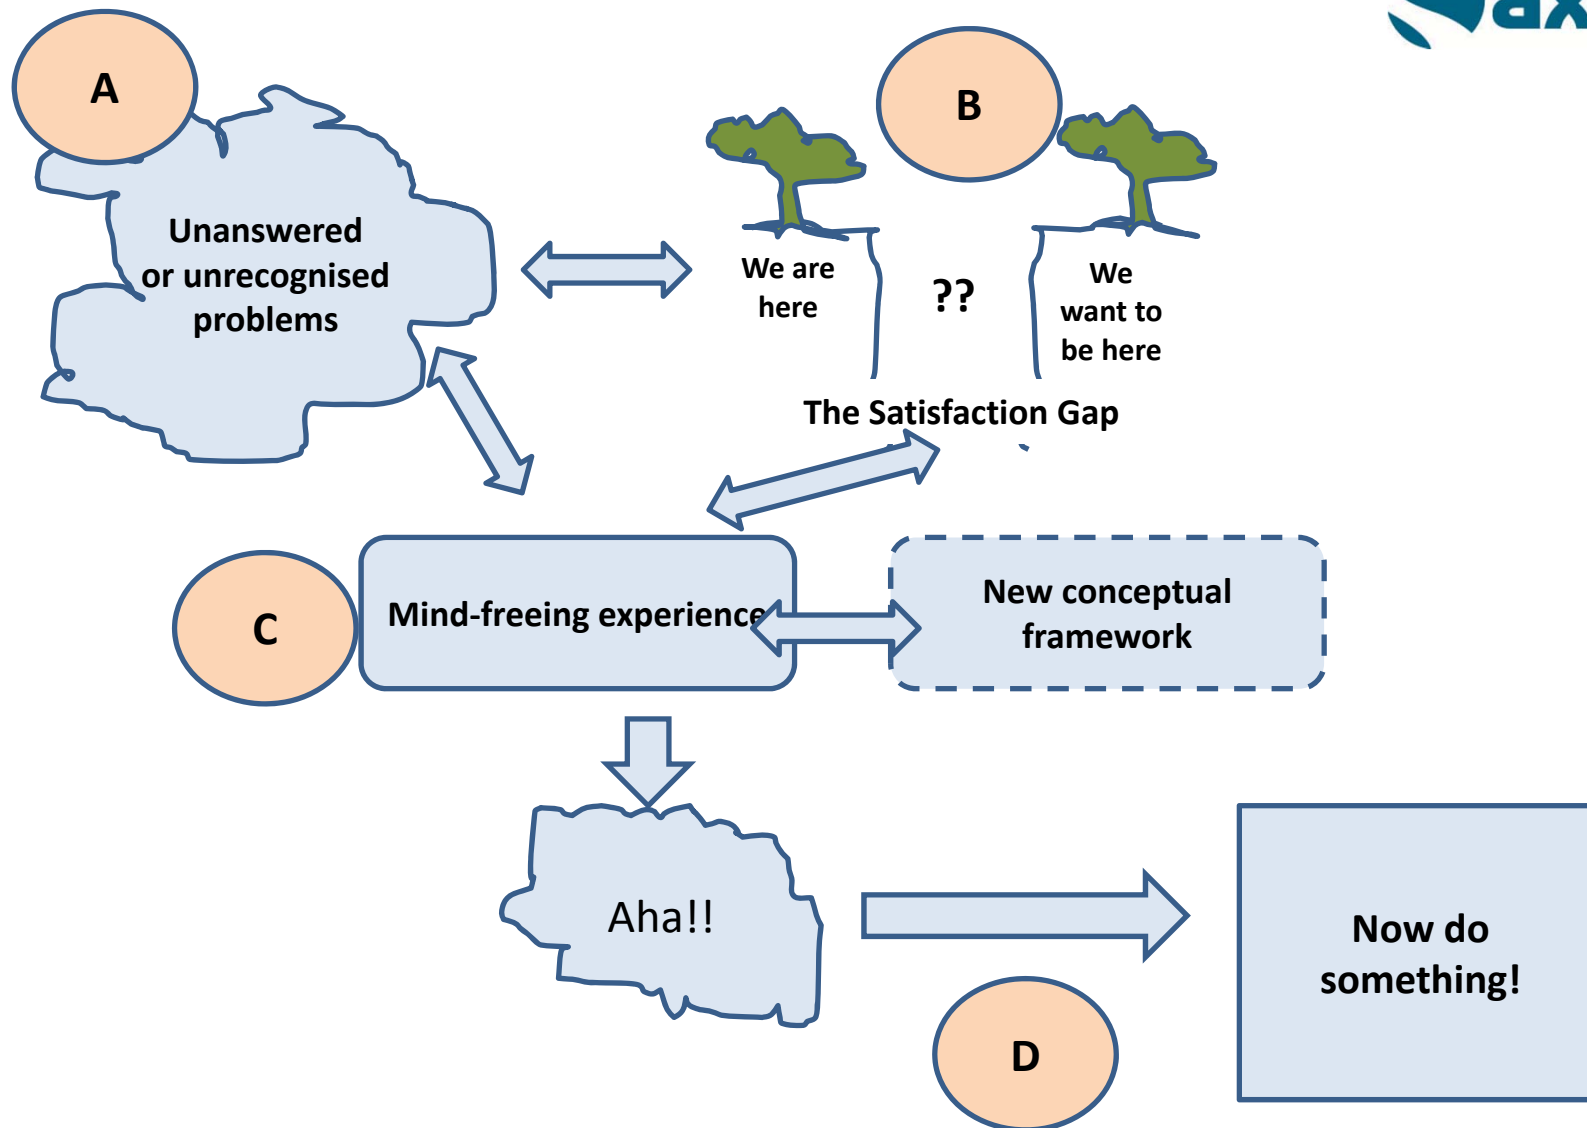 A
B
Unanswered
or unrecognised
problems
We are
here
??
We
want to
be here
The Satisfaction Gap
C
Mind-freeing experience
New conceptual
framework
Aha!!
Now do
something!
D